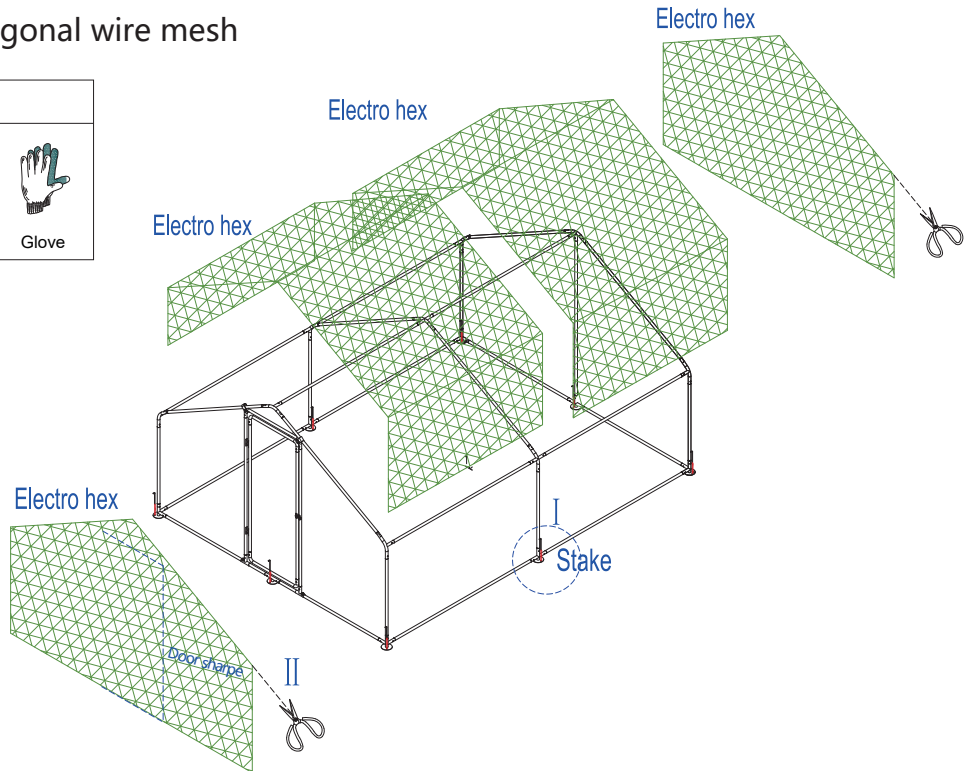 gonal wire mesh
Glove
Electro hex
Electro hex
Electro hex
Electro hex
I
Stake
Door sharpe
II